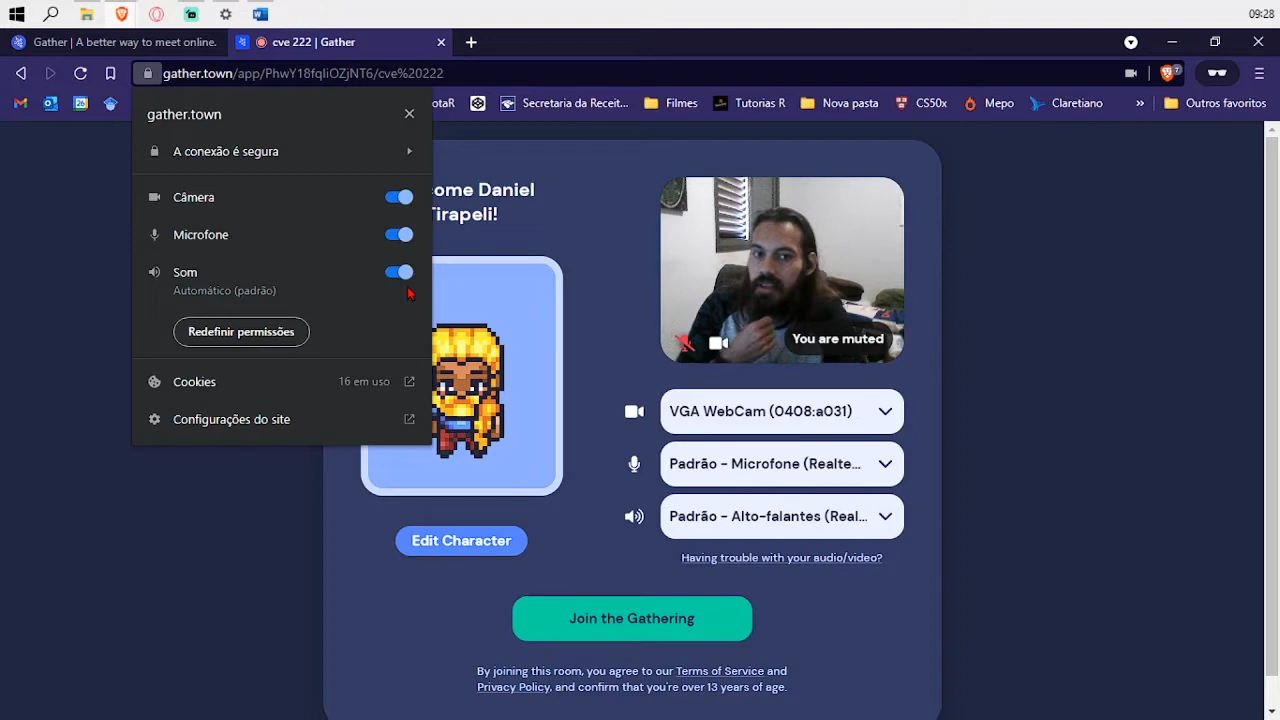 09:28
Gather | A better way to meet online.
cve 222 | Gather
gather.town/app/PhwY18fqIiOZjNT6/cve%20222
7
otaR
Secretaria da Receit...
Filmes
Tutorias R
Nova pasta
CS50x
Mepo
Claretiano
»
Outros favoritos
gather.town
A conexão é segura
Câmera
Microfone
Som
Automático (padrão)
Redefinir permissões
Cookies
16 em uso
Configurações do site
ome Daniel
Tirapeli!
You are muted
VGA WebCam (0408:a031)
Padrão - Microfone (Realte...
Padrão - Alto-falantes (Real...
Having trouble with your audio/video?
Edit Character
Join the Gathering
By joining this room, you agree to our Terms of Service and
Privacy Policy, and confirm that you're over 13 years of age.